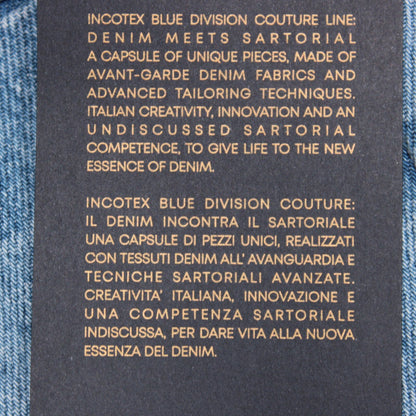 INCOTEX BLUE DIVISION COUTURE LINE:
DENIM MEETS SARTORIAL
A CAPSULE OF UNIQUE PIECES, MADE OF
AVANT-GARDE DENIM FABRICS AND
ADVANCED TAILORING TECHNIQUES.
ITALIAN CREATIVITY, INNOVATION AND AN
UNDISCUSSED SARTORIAL
COMPETENCE, TO GIVE LIFE TO THE NEW
ESSENCE OF DENIM.
INCOTEX BLUE DIVISION COUTURE:
IL DENIM INCONTRA IL SARTORIALE
UNA CAPSULE DI PEZZI UNICI, REALIZZATI
CON TESSUTI DENIM ALL' AVANGUARDIA E
TECNICHE SARTORIALI AVANZATE.
CREATIVITA' ITALIANA, INNOVAZIONE E
UNA COMPETENZA SARTORIALE
INDISCUSSA, PER DARE VITA ALLA NUOVA
ESSENZA DEL DENIM.